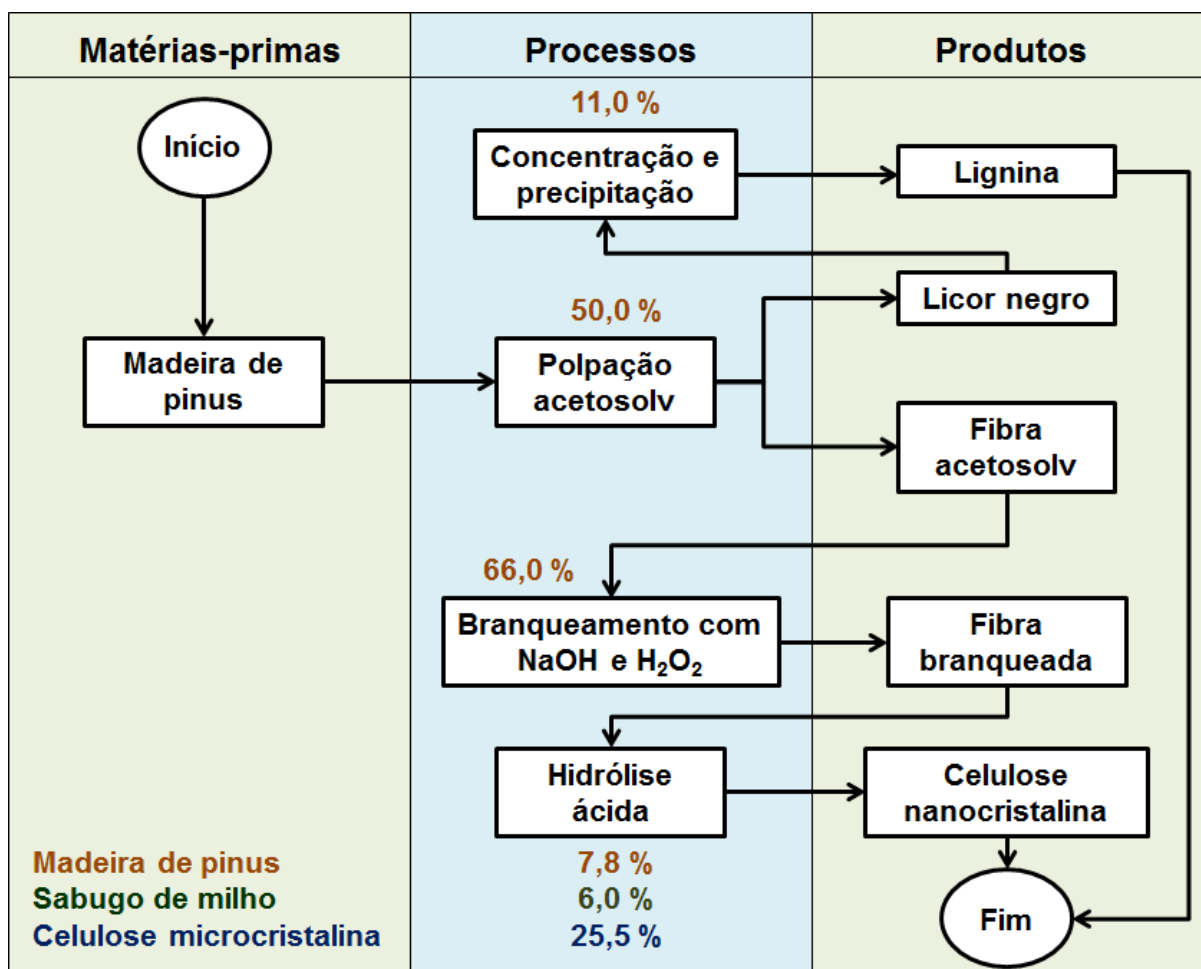 Matérias-primas
Processos
Produtos
Início
11,0 %
Concentração e
precipitação
Lignina
Licor negro
50,0 %
Madeira de
pinus
Polpação
acetosolv
Fibra
acetosolv
66,0 %
Branqueamento com
NaOH e H₂O₂
Fibra
branqueada
Hidrólise
ácida
Celulose
nanocristalina
Madeira de pinus
7,8 %
Sabugo de milho
6,0 %
Celulose microcristalina
25,5 %
Fim